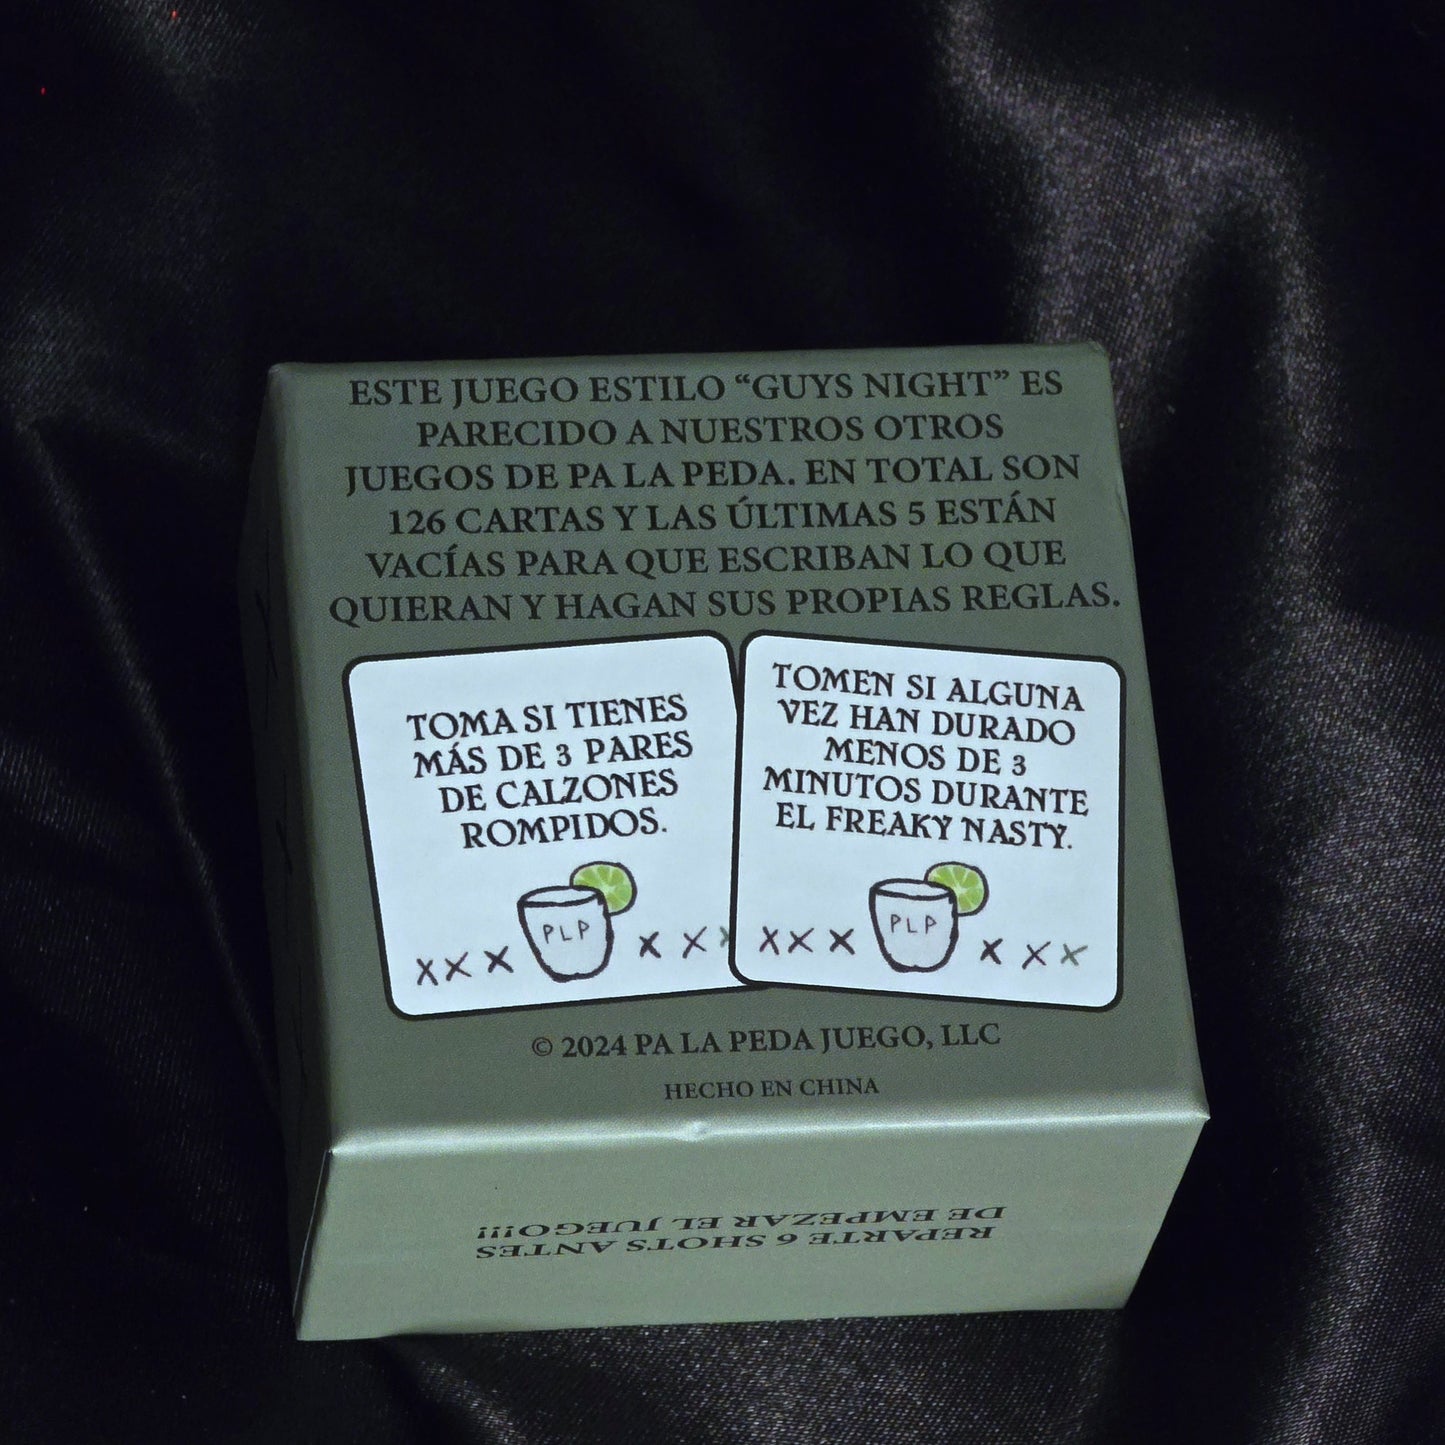 ESTE JUEGO ESTILO “GUYS NIGHT” ES
PARECIDO A NUESTROS OTROS
JUEGOS DE PA LA PEDA. EN TOTAL SON
126 CARTAS Y LAS ÚLTIMAS 5 ESTÁN
VACÍAS PARA QUE ESCRIBAN LO QUE
QUIERAN Y HAGAN SUS PROPIAS REGLAS.
TOMA SI TIENES
MÁS DE 3 PARES
DE CALZONES
ROMPIDOS.
PLP
TOMEN SI ALGUNA
VEZ HAN DURADO
MENOS DE 3
MINUTOS DURANTE
EL FREAKY NASTY.
PLP
© 2024 PA LA PEDA JUEGO, LLC
HECHO EN CHINA
REPARTE 6 SHOTS ANTES
DE EMPEZAR EL JUEGO!!!